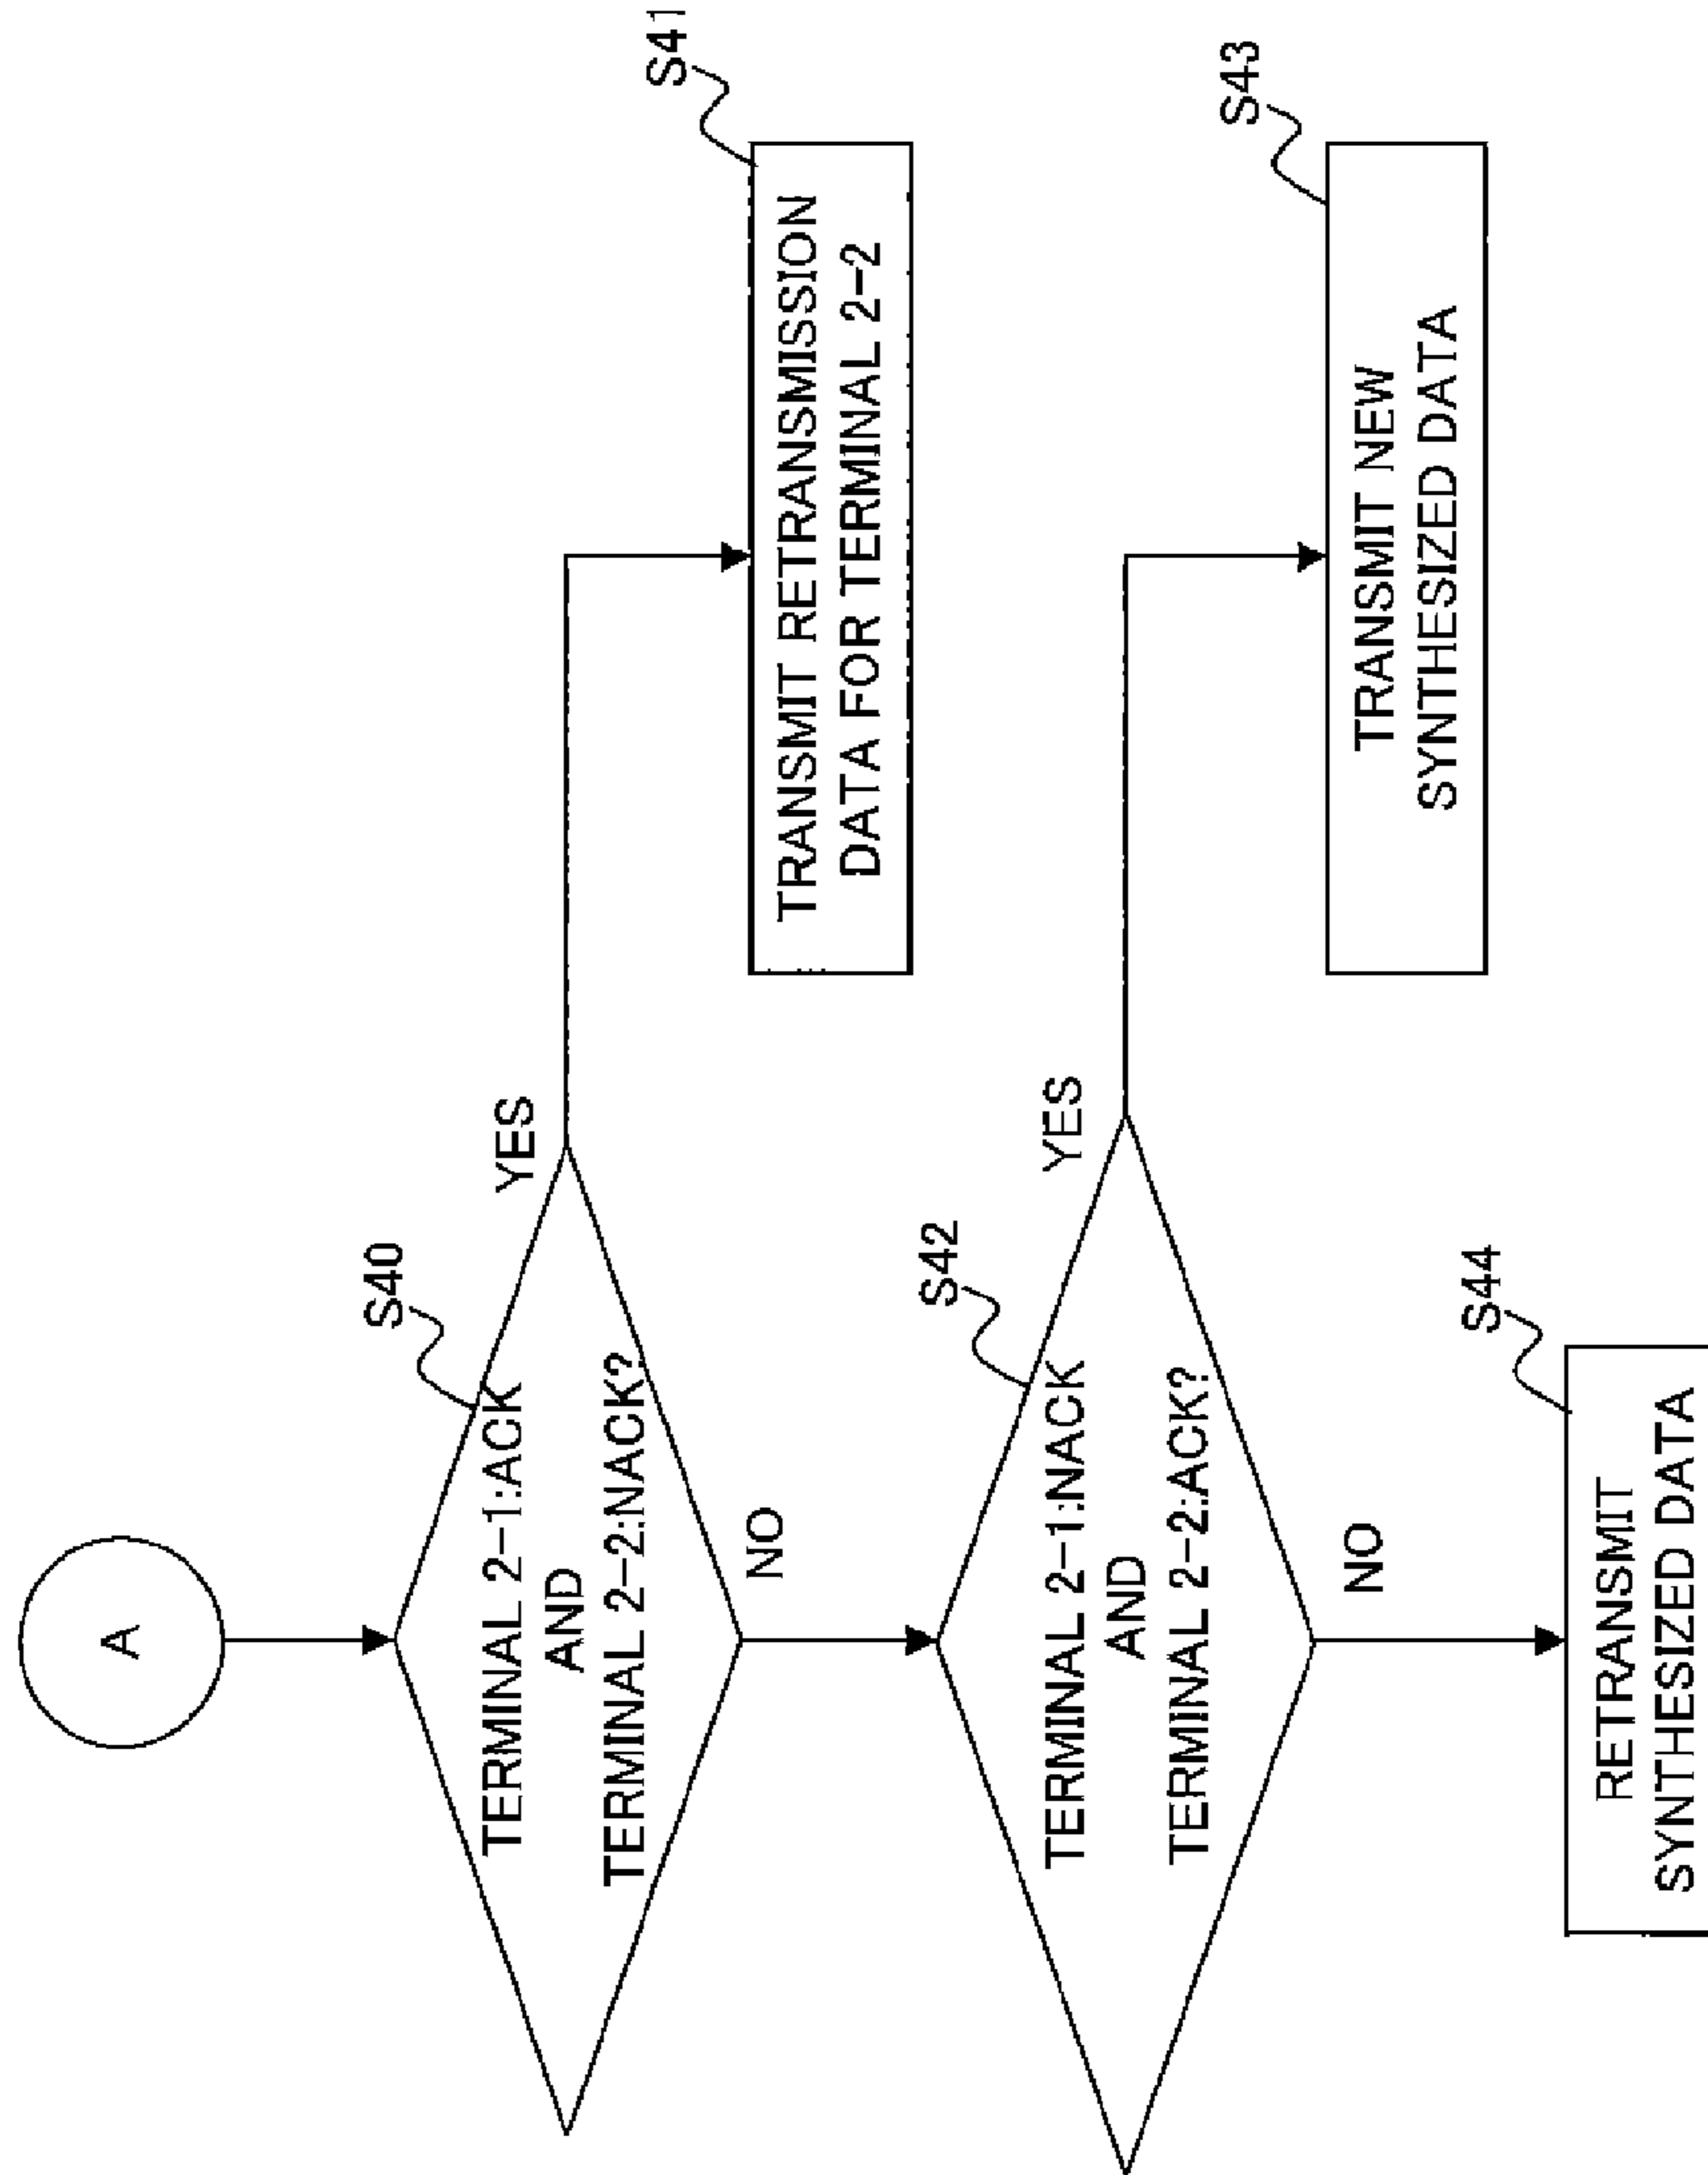 A
S40
TERMINAL 2-1:ACK
AND
TERMINAL 2-2:NACK?
YES
NO
S41
TRANSMIT RETRANSMISSION
DATA FOR TERMINAL 2-2
S42
TERMINAL 2-1:NACK
AND
TERMINAL 2-2:ACK?
YES
NO
S43
TRANSMIT NEW
SYNTHESIZED DATA
S44
RETRANSMIT
SYNTHESIZED DATA